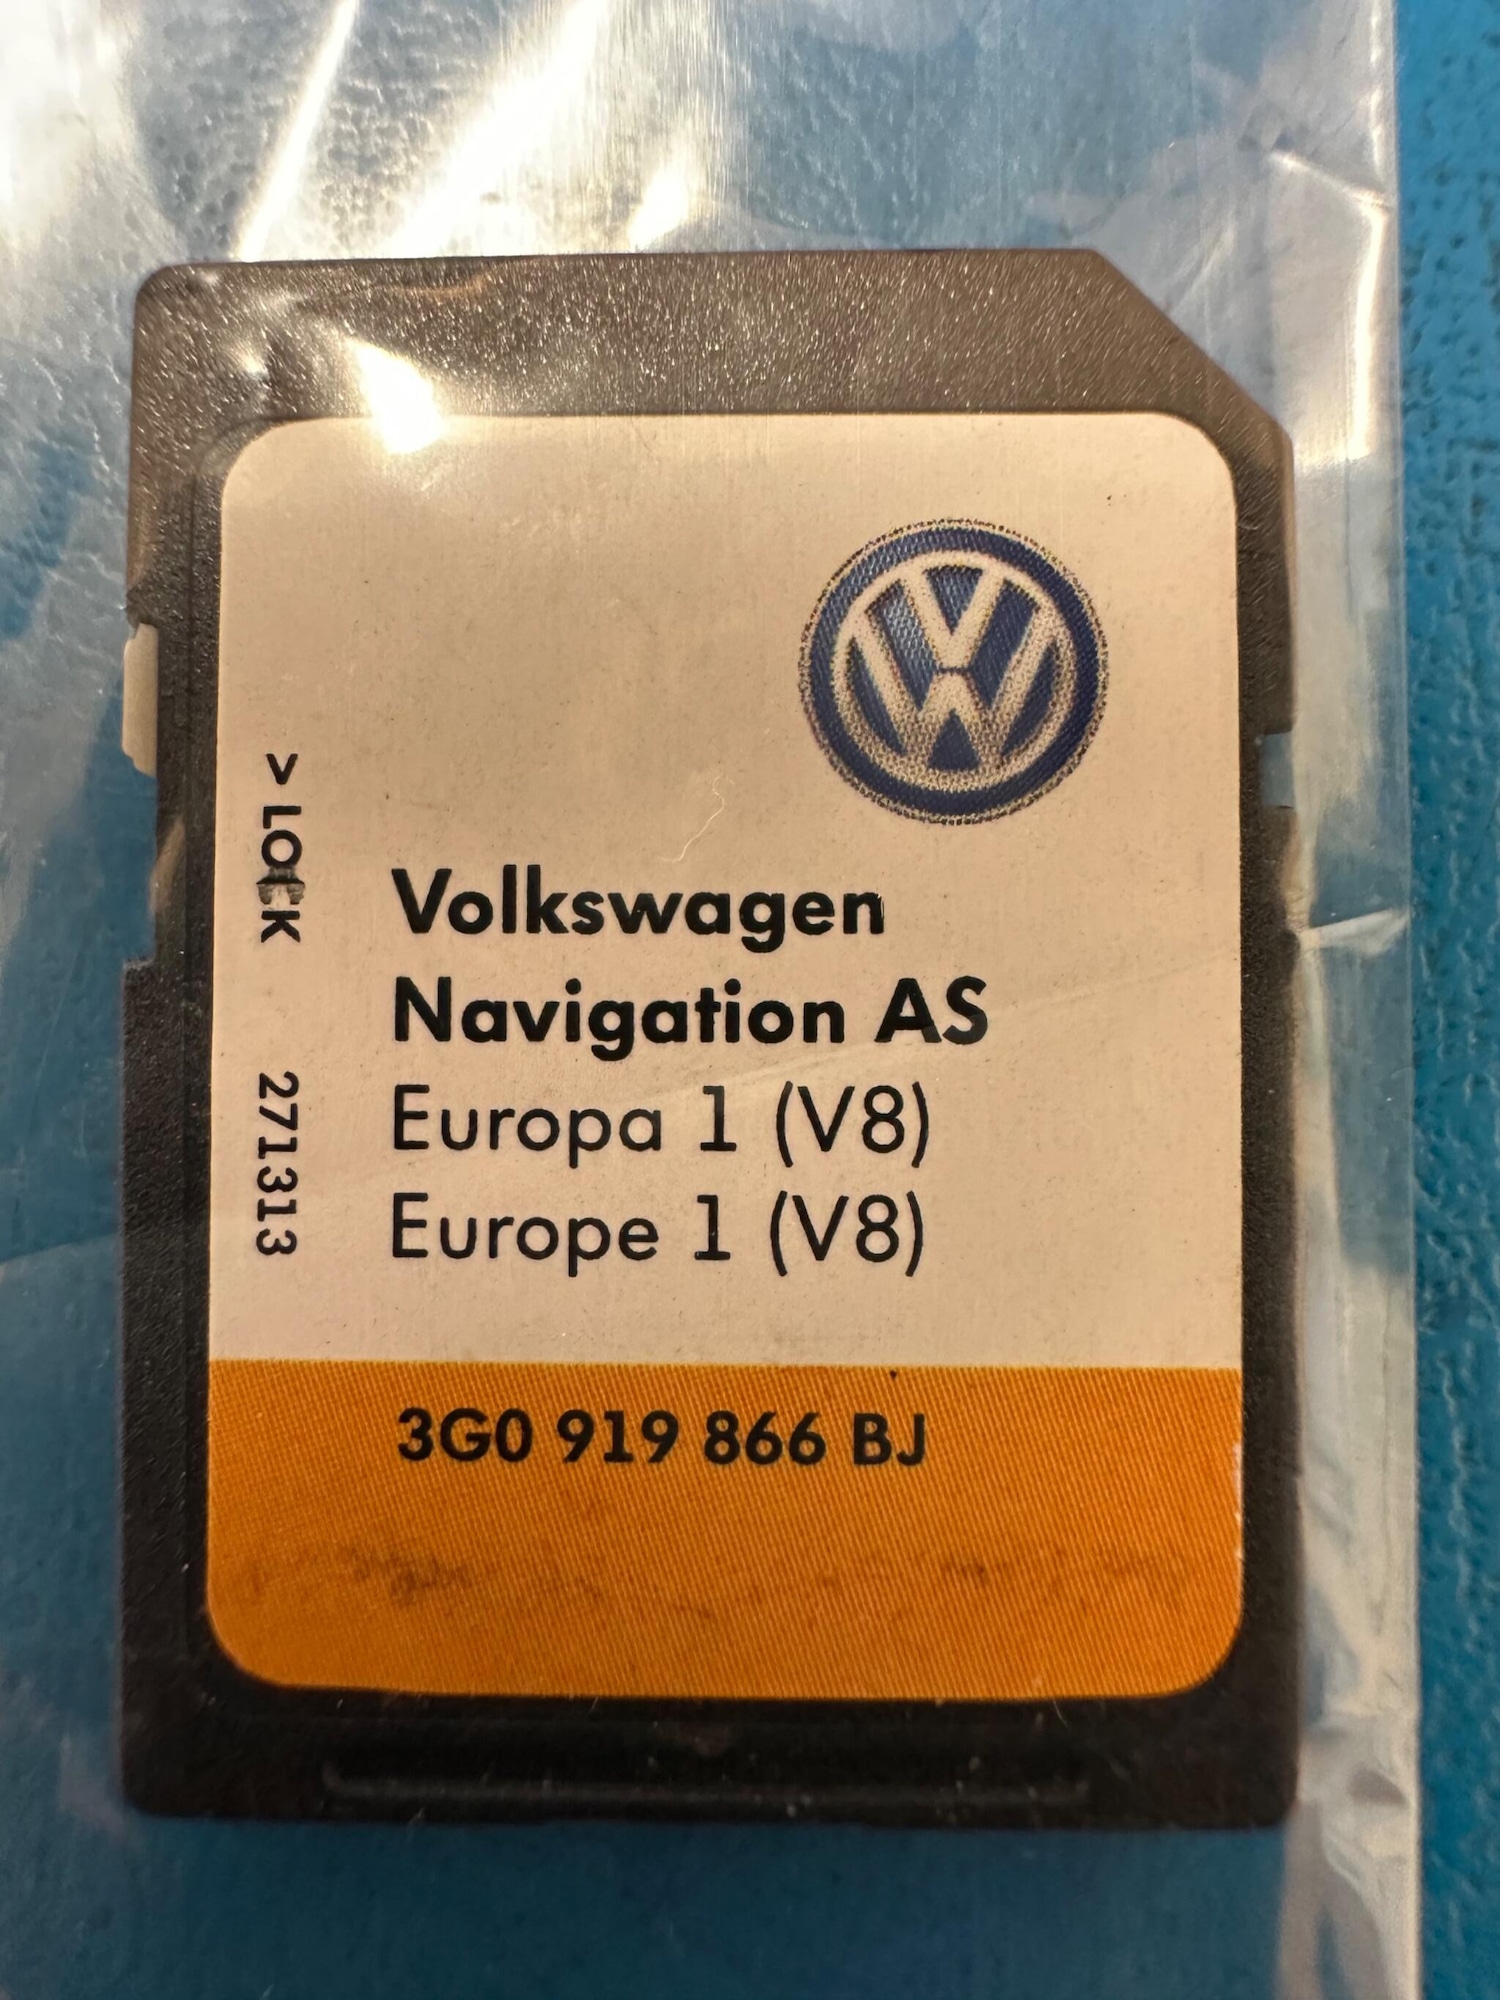 > LOCK
271313
Volkswagen
Navigation AS
Europa 1 (V8)
Europe 1 (V8)
3G0 919 866 BJ